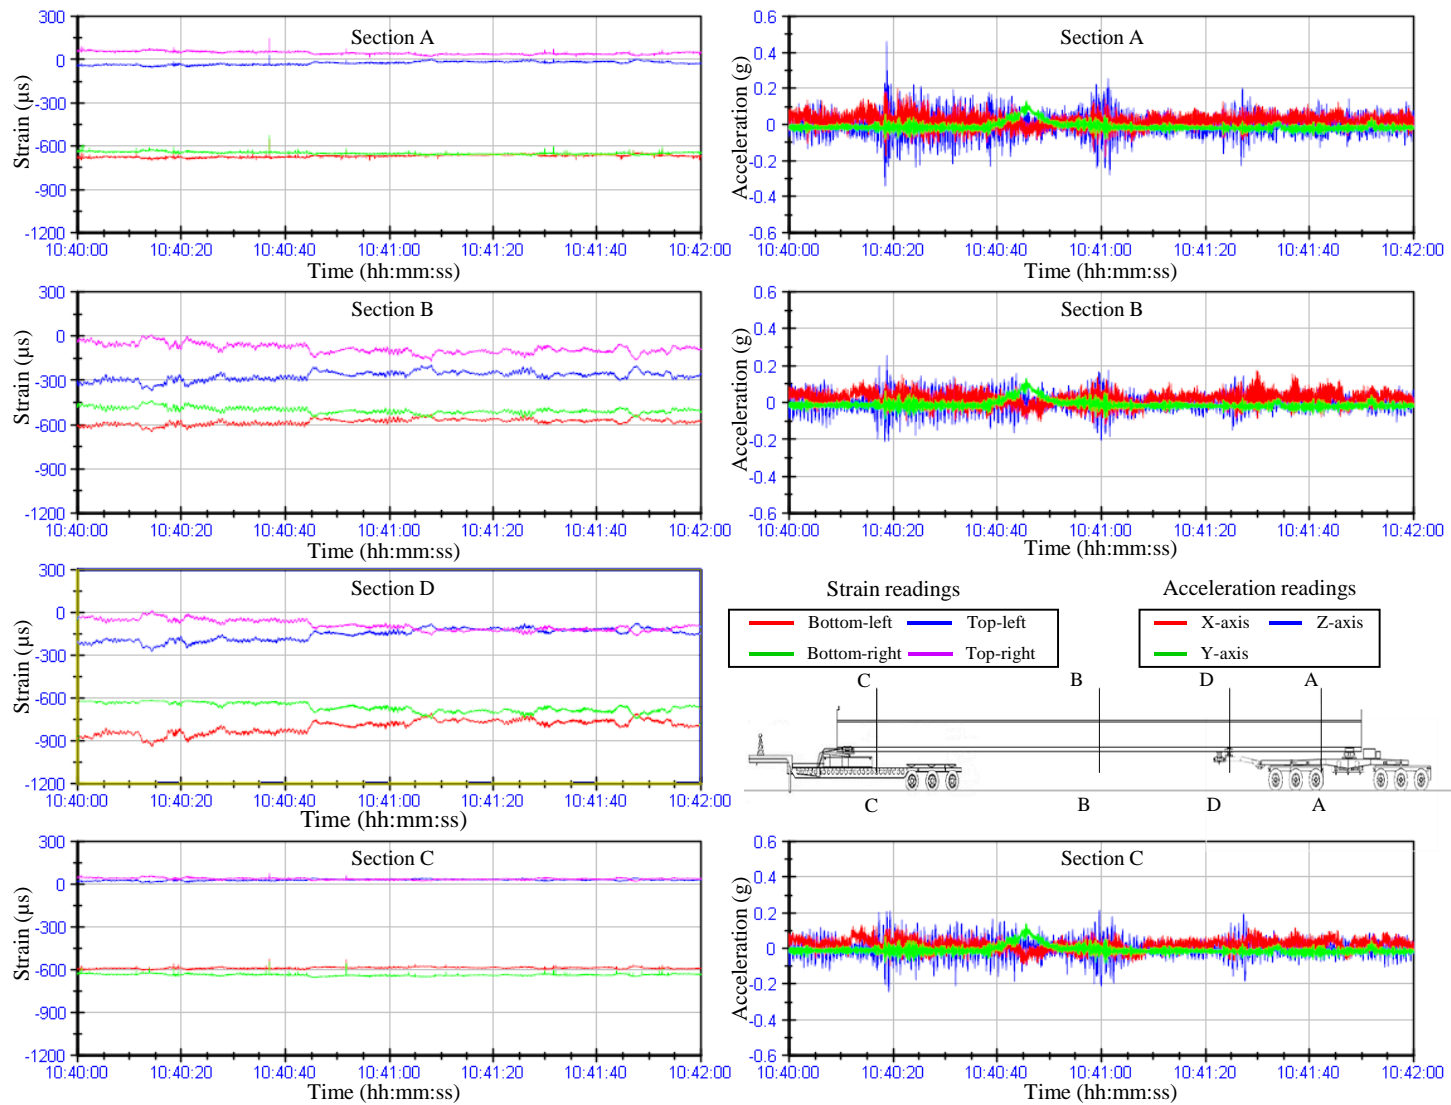 Section A
Strain (µs)
300
0
-300
-600
-900
-1200
10:40:00 10:40:20 10:40:40 10:41:00 10:41:20 10:41:40 10:42:00
Time (hh:mm:ss)
Section A
Acceleration (g)
0.6
0.4
0.2
0
-0.2
-0.4
-0.6
10:40:00 10:40:20 10:40:40 10:41:00 10:41:20 10:41:40 10:42:00
Time (hh:mm:ss)
Section B
Strain (µs)
300
0
-300
-600
-900
-1200
10:40:00 10:40:20 10:40:40 10:41:00 10:41:20 10:41:40 10:42:00
Time (hh:mm:ss)
Section B
Acceleration (g)
0.6
0.4
0.2
0
-0.2
-0.4
-0.6
10:40:00 10:40:20 10:40:40 10:41:00 10:41:20 10:41:40 10:42:00
Time (hh:mm:ss)
Section D
Strain (µs)
300
0
-300
-600
-900
-1200
10:40:00 10:40:20 10:40:40 10:41:00 10:41:20 10:41:40 10:42:00
Time (hh:mm:ss)
Strain readings
Bottom-left Top-left
Bottom-right Top-right
Acceleration readings
X-axis Z-axis
Y-axis
C B D A
C B D A
Section C
Strain (µs)
300
0
-300
-600
-900
-1200
10:40:00 10:40:20 10:40:40 10:41:00 10:41:20 10:41:40 10:42:00
Time (hh:mm:ss)
Section C
Acceleration (g)
0.6
0.4
0.2
0
-0.2
-0.4
-0.6
10:40:00 10:40:20 10:40:40 10:41:00 10:41:20 10:41:40 10:42:00
Time (hh:mm:ss)